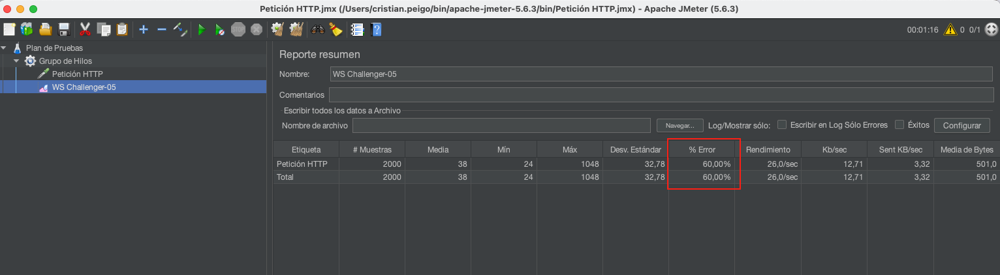 Petición HTTP.jmx (/Users/cristian.peigo/bin/apache-jmeter-5.6.3/bin/Petición HTTP.jmx) - Apache JMeter (5.6.3)
STOP 00:01:16 0 0/1
Plan de Pruebas
Grupo de Hilos
Petición HTTP
WS Challenger-05
Reporte resumen
Nombre: WS Challenger-05
Comentarios
Escribir todos los datos a Archivo
Nombre de archivo Navegar... Log/Mostrar sólo: Escribir en Log Sólo Errores Éxitos Configurar
Etiqueta # Muestras Media Mín Máx Desv. Estándar % Error Rendimiento Kb/sec Sent KB/sec Media de Bytes
Petición HTTP 2000 38 24 1048 32,78 60,00% 26,0/sec 12,71 3,32 501,0
Total 2000 38 24 1048 32,78 60,00% 26,0/sec 12,71 3,32 501,0